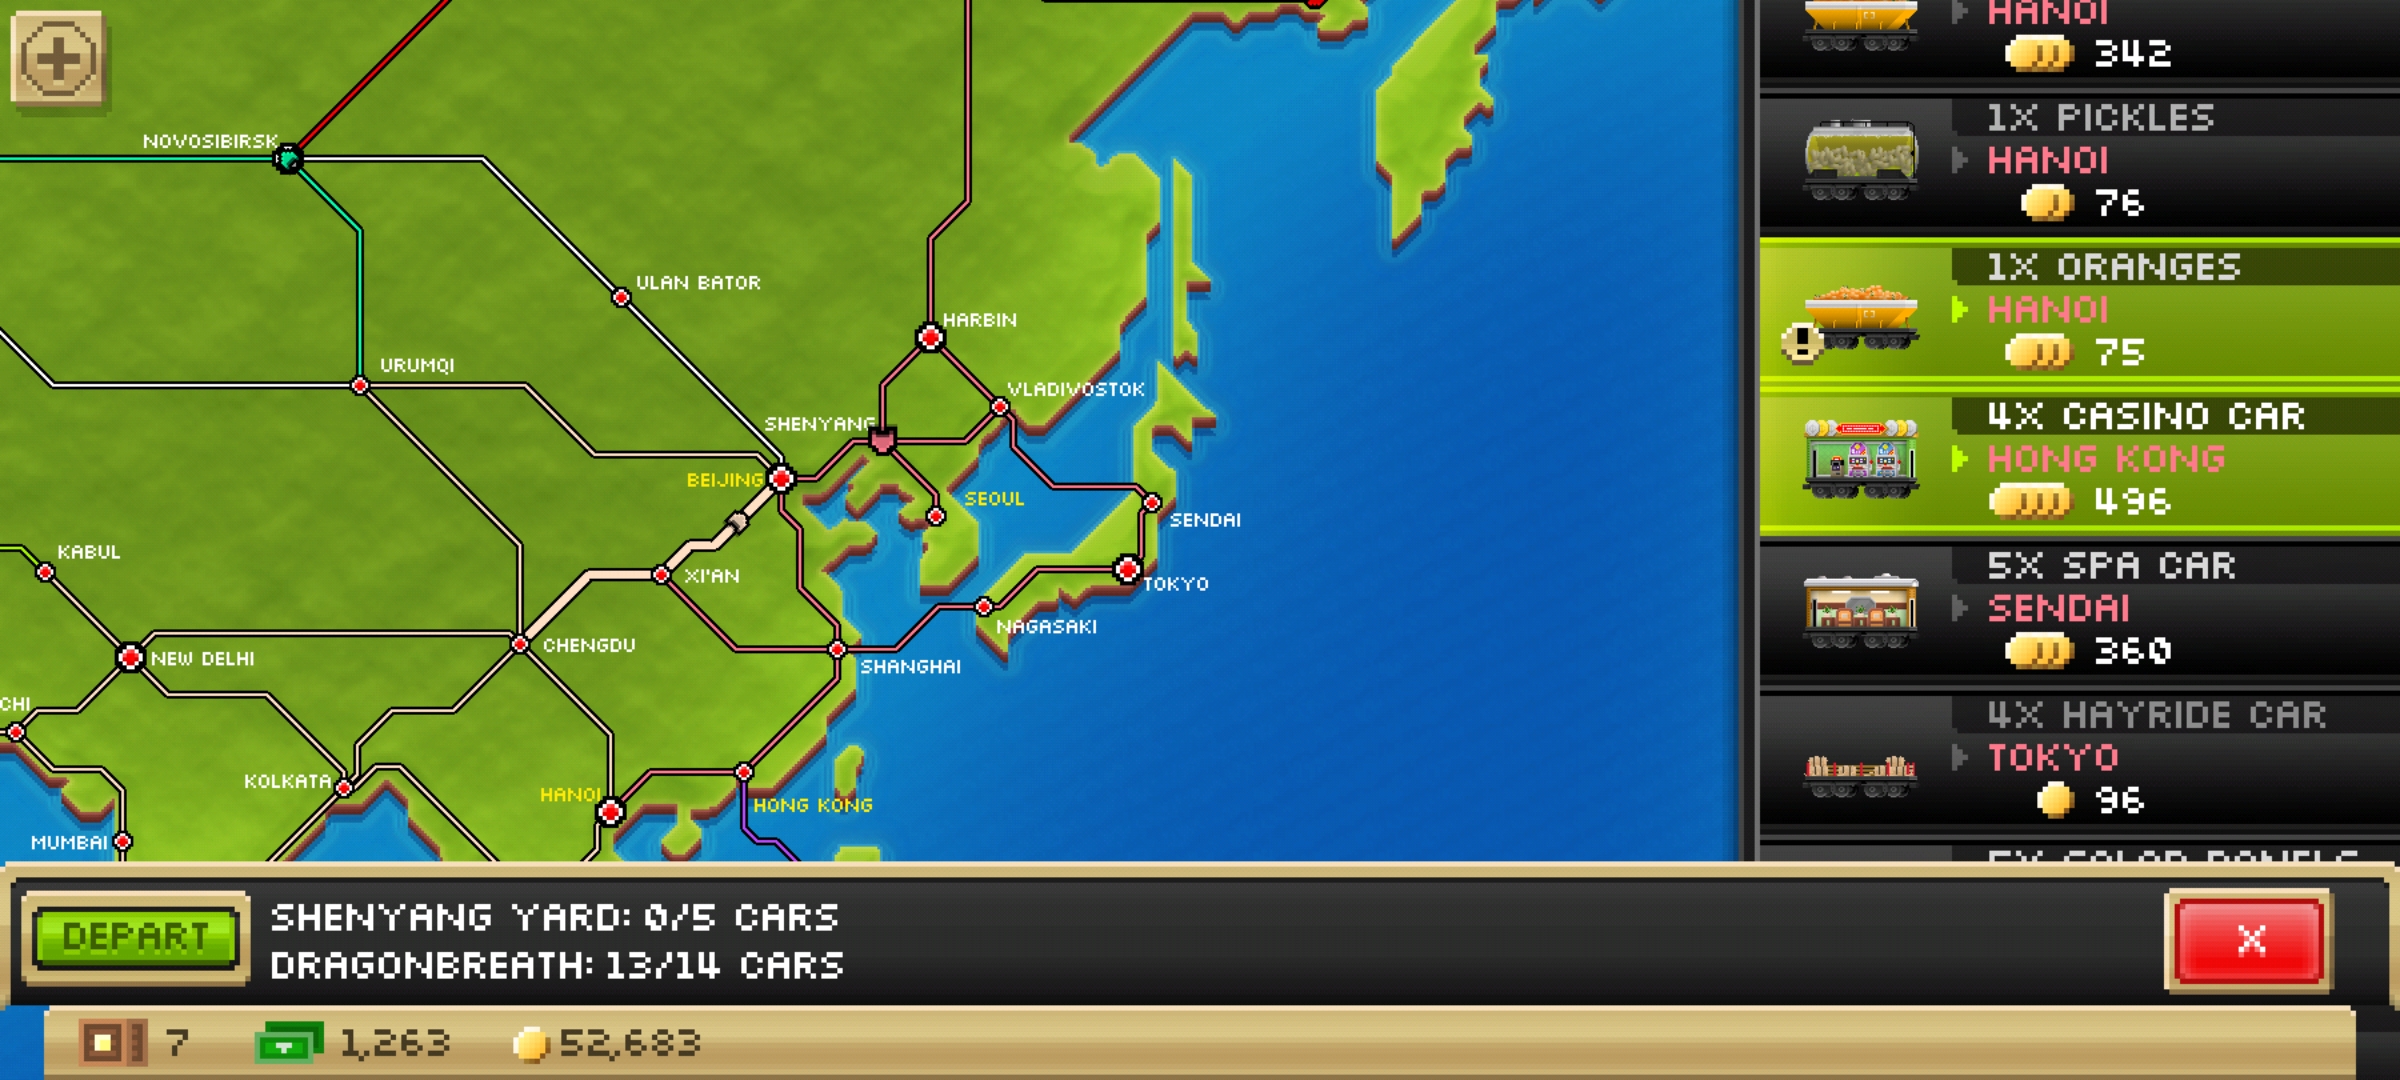 HANOI
342
1X PICKLES
HANOI
76
1X ORANGES
HANOI
75
4X CASINO CAR
HONG KONG
496
5X SPA CAR
SENDAI
360
4X HAYRIDE CAR
TOKYO
96
5X SOLAR PANELS
NOVOSIBIRSK
ULAN BATOR
HARBIN
URUMQI
VLADIVOSTOK
SHENYANG
BEIJING
SEOUL
SENDAI
KABUL
XI'AN
TOKYO
NAGASAKI
CHENGDU
NEW DELHI
SHANGHAI
CHI
KOLKATA
HANOI
HONG KONG
MUMBAI
DEPART
SHENYANG YARD: 0/5 CARS
DRAGONBREATH: 13/14 CARS
X
7
1,263
52,683